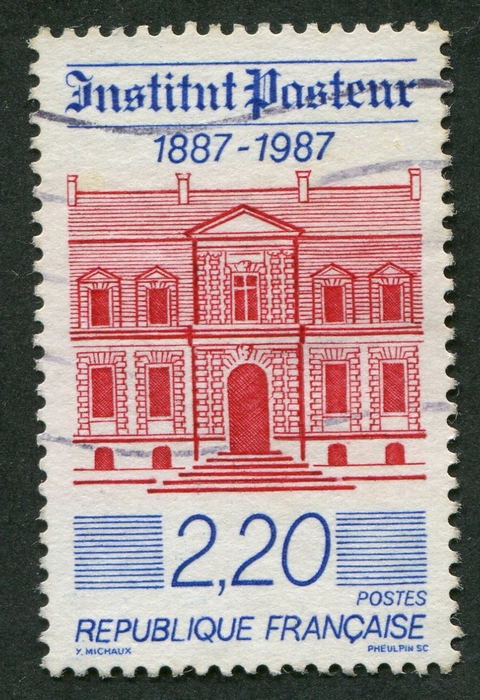 Institut Pasteur
1887-1987
2,20
POSTES
REPUBLIQUE FRANÇAISE
Y. MICHAUX PHEULPIN SC